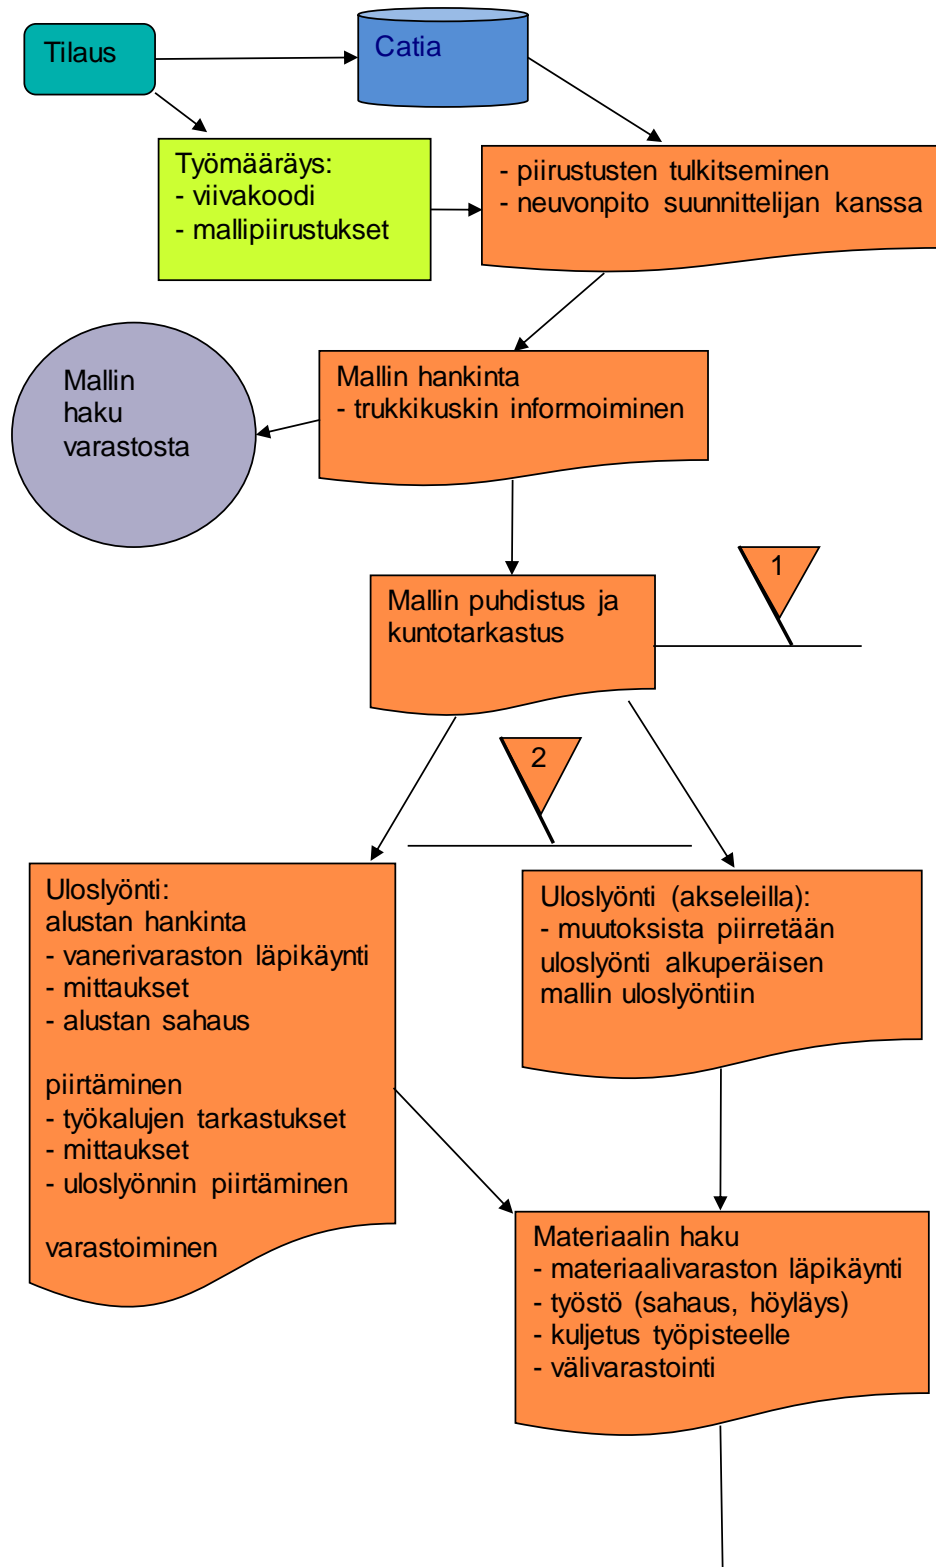 Tilaus
Catia
Työmääräys:
- viivakoodi
- mallipiirustukset
- piirustusten tulkitseminen
- neuvonpito suunnittelijan kanssa
Mallin
haku
varastosta
Mallin hankinta
- trukkikuskin informoiminen
1
Mallin puhdistus ja
kuntotarkastus
2
Uloslyönti:
alustan hankinta
- vanerivaraston läpikäynti
- mittaukset
- alustan sahaus
piirtäminen
- työkalujen tarkastukset
- mittaukset
- uloslyönnin piirtäminen
varastoiminen
Uloslyönti (akseleilla):
- muutoksista piirretään
uloslyönti alkuperäisen
mallin uloslyöntiin
Materiaalin haku
- materiaalivaraston läpikäynti
- työstö (sahaus, höyläys)
- kuljetus työpisteelle
- välivarastointi